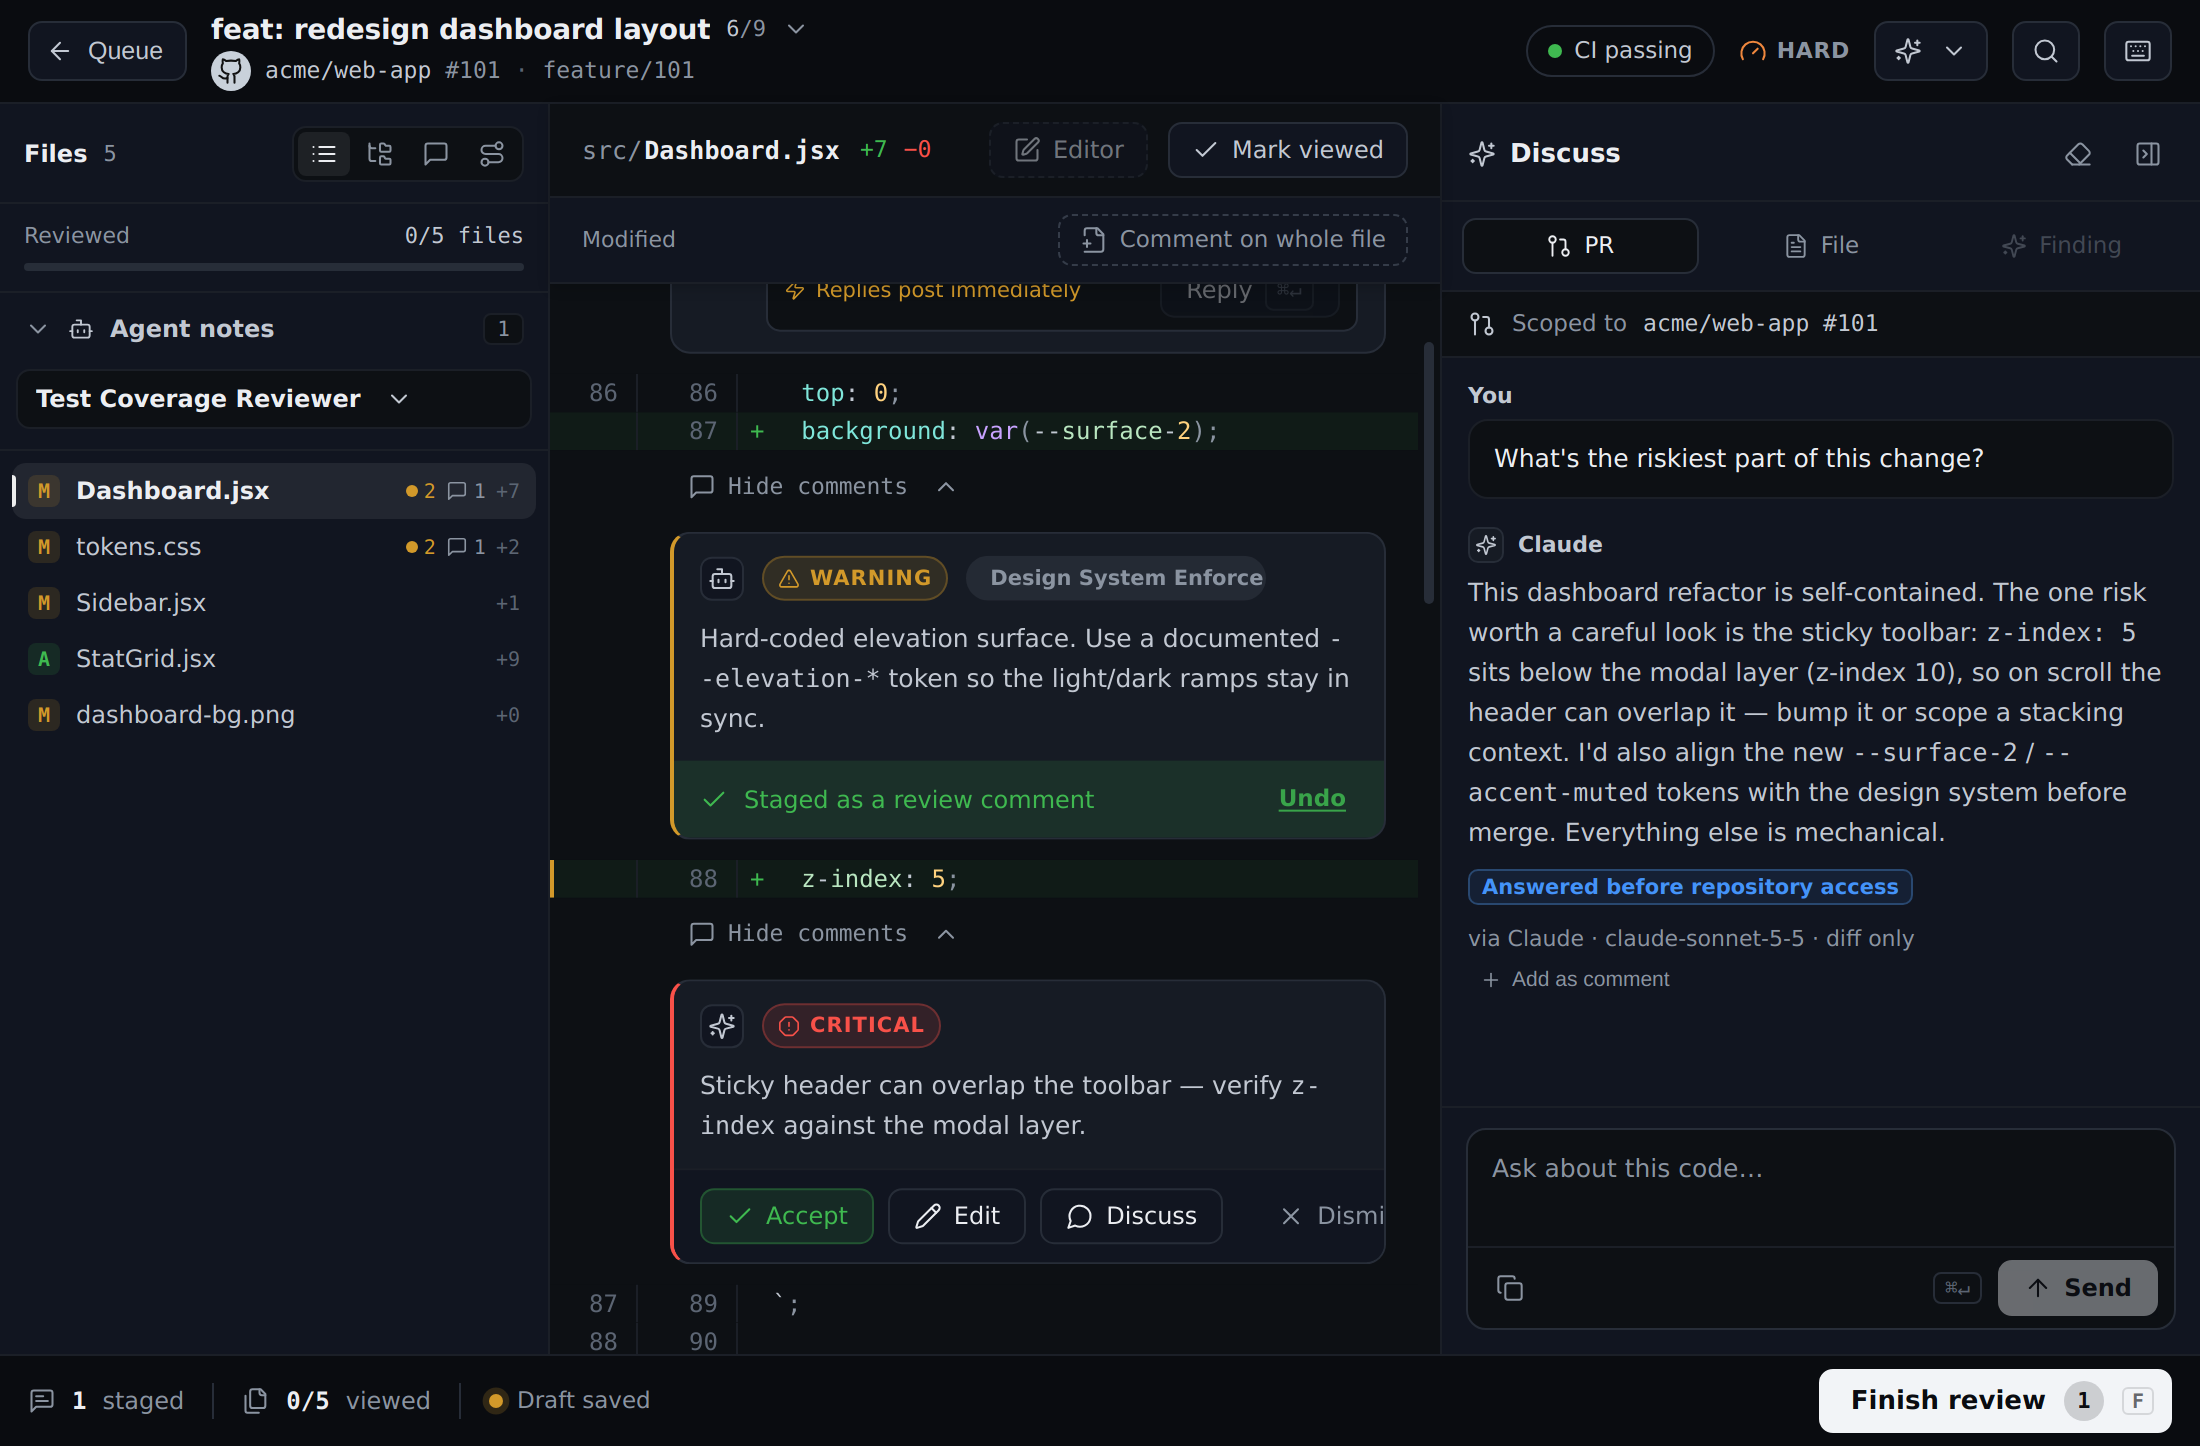 Queue
feat: redesign dashboard layout 6/9
acme/web-app #101 · feature/101
CI passing
HARD
Files 5
Reviewed 0/5 files
Agent notes 1
Test Coverage Reviewer
M Dashboard.jsx 2 1 +7
M tokens.css 2 1 +2
M Sidebar.jsx +1
A StatGrid.jsx +9
M dashboard-bg.png +0
src/Dashboard.jsx +7 −0
Editor
Mark viewed
Modified
Comment on whole file
Replies post immediately
Reply ⌘↵
86 86 top: 0;
87 + background: var(--surface-2);
Hide comments
WARNING
Design System Enforce
Hard-coded elevation surface. Use a documented -
-elevation-* token so the light/dark ramps stay in
sync.
Staged as a review comment
Undo
88 + z-index: 5;
Hide comments
CRITICAL
Sticky header can overlap the toolbar — verify z-
index against the modal layer.
Accept
Edit
Discuss
Dismi
87 89 `;
88 90
Discuss
PR
File
Finding
Scoped to acme/web-app #101
You
What's the riskiest part of this change?
Claude
This dashboard refactor is self-contained. The one risk
worth a careful look is the sticky toolbar: z-index: 5
sits below the modal layer (z-index 10), so on scroll the
header can overlap it — bump it or scope a stacking
context. I'd also align the new --surface-2 / --
accent-muted tokens with the design system before
merge. Everything else is mechanical.
Answered before repository access
via Claude · claude-sonnet-5-5 · diff only
+ Add as comment
Ask about this code…
⌘↵
Send
1 staged
0/5 viewed
Draft saved
Finish review 1 F